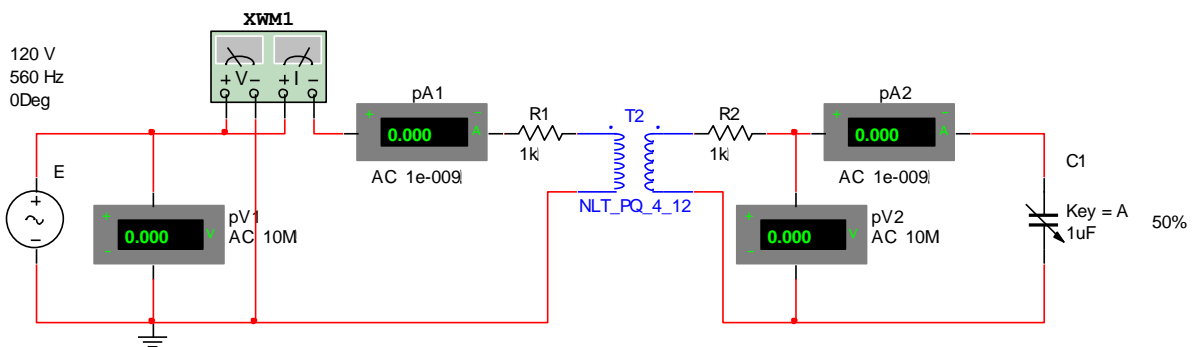 XWM1
120 V
560 Hz
0Deg
+ V − + I −
pA1
+ −
0.000 A
AC 1e-009
R1
1k
T2
NLT_PQ_4_12
R2
1k
pA2
+ −
0.000
AC 1e-009
C1
Key = A
1uF
50%
E
+
−
pV1
AC 10M
+
0.000 V
−
pV2
AC 10M
+
0.000 V
−